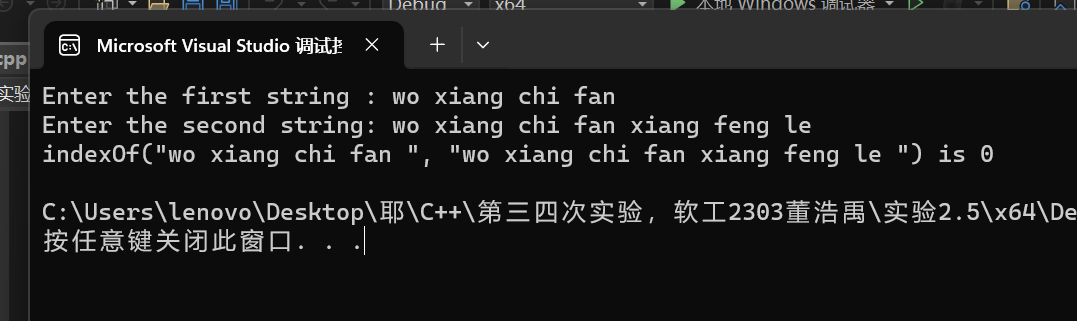 Debug x64 本地 Windows 调试器
Microsoft Visual Studio 调试
cpp
实验
Enter the first string : wo xiang chi fan
Enter the second string: wo xiang chi fan xiang feng le
indexOf("wo xiang chi fan ", "wo xiang chi fan xiang feng le ") is 0
C:\Users\lenovo\Desktop\耶\C++\第三四次实验，软工2303董浩禹\实验2.5\x64\De
按任意键关闭此窗口. . .